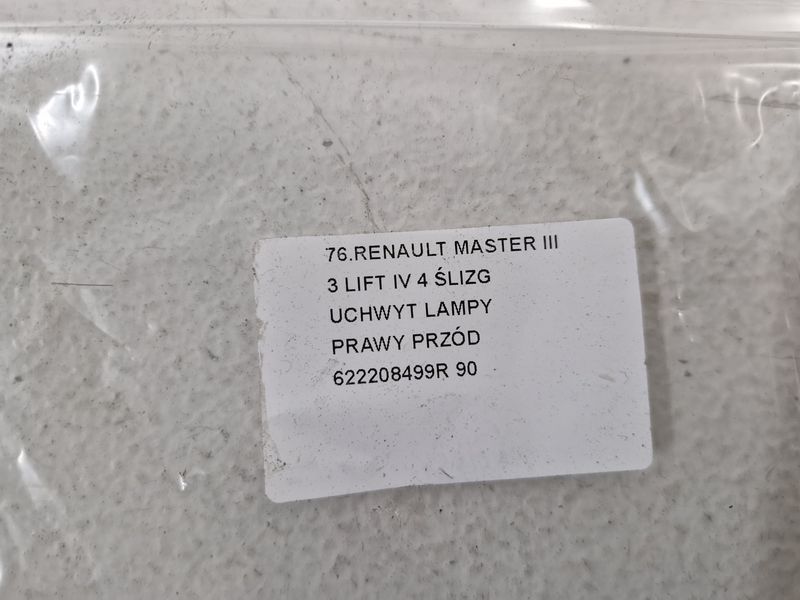 76.RENAULT MASTER III
3 LIFT IV 4 ŚLIZG
UCHWYT LAMPY
PRAWY PRZÓD
622208499R 90